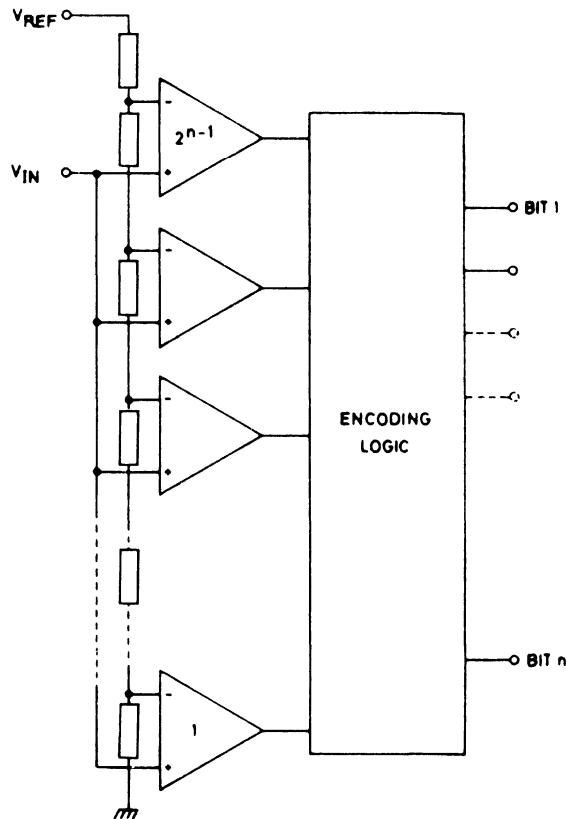 VREF
2n-1
VIN
BIT 1
ENCODING
LOGIC
BIT n
1